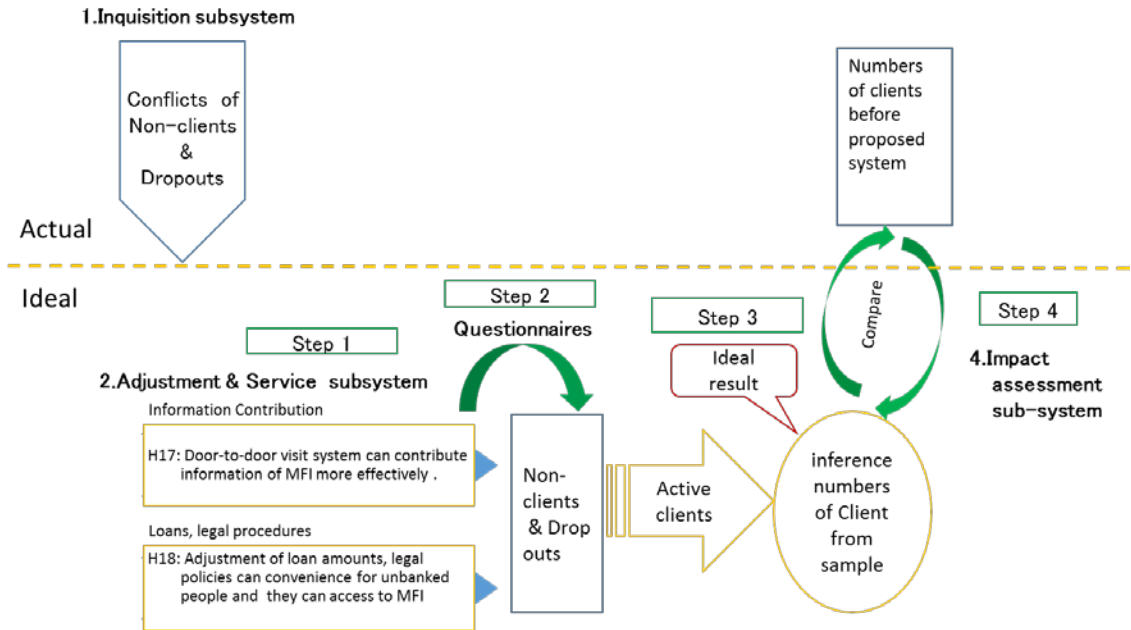 1.Inquisition subsystem
Conflicts of
Non-clients
&
Dropouts
Numbers
of clients
before
proposed
system
Actual
Ideal
Step 1
2.Adjustment & Service subsystem
Information Contribution
H17: Door-to-door visit system can contribute
information of MFI more effectively .
Loans, legal procedures
H18: Adjustment of loan amounts, legal
policies can convenience for unbanked
people and they can access to MFI
Step 2
Questionnaires
Non-
clients
& Drop
outs
Active
clients
Step 3
Ideal
result
Compare
inference
numbers
of Client
from
sample
Step 4
4.Impact
assessment
sub-system